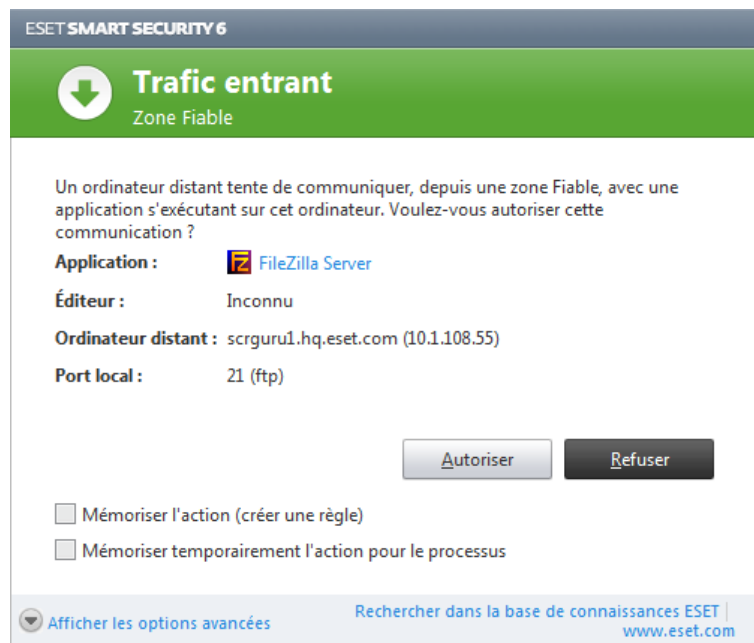 ESET SMART SECURITY 6
Trafic entrant
Zone Fiable
Un ordinateur distant tente de communiquer, depuis une zone Fiable, avec une
application s'exécutant sur cet ordinateur. Voulez-vous autoriser cette
communication ?
Application : FileZilla Server
Éditeur : Inconnu
Ordinateur distant : scrguru1.hq.eset.com (10.1.108.55)
Port local : 21 (ftp)
Autoriser Refuser
Mémoriser l'action (créer une règle)
Mémoriser temporairement l'action pour le processus
Afficher les options avancées
Rechercher dans la base de connaissances ESET |
www.eset.com